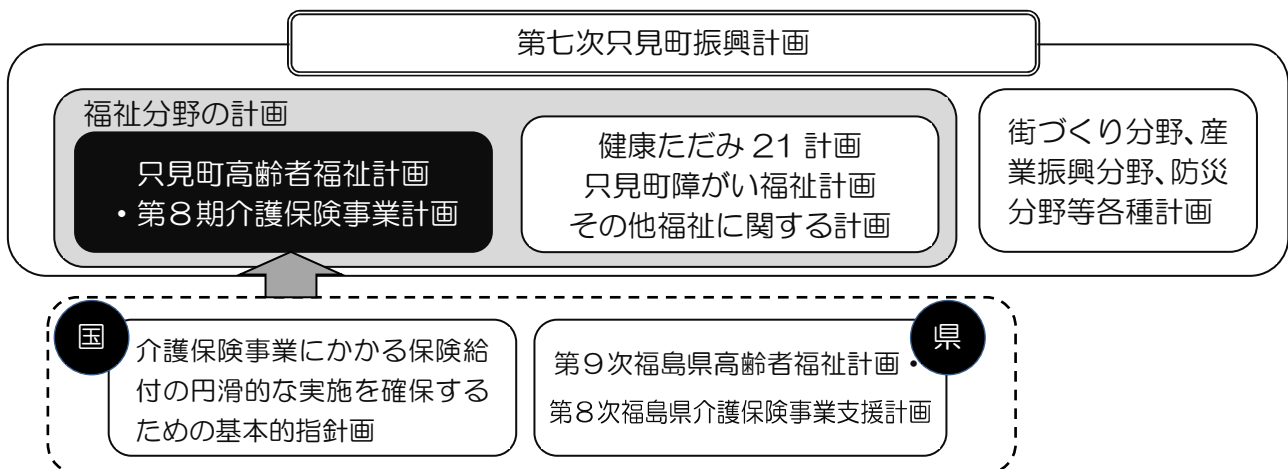 第七次只見町振興計画
福祉分野の計画
只見町高齢者福祉計画
・第８期介護保険事業計画
健康ただみ 21 計画
只見町障がい福祉計画
その他福祉に関する計画
街づくり分野、産
業振興分野、防災
分野等各種計画
国
介護保険事業にかかる保険給
付の円滑的な実施を確保する
ための基本的指針画
県
第９次福島県高齢者福祉計画・
第８次福島県介護保険事業支援計画